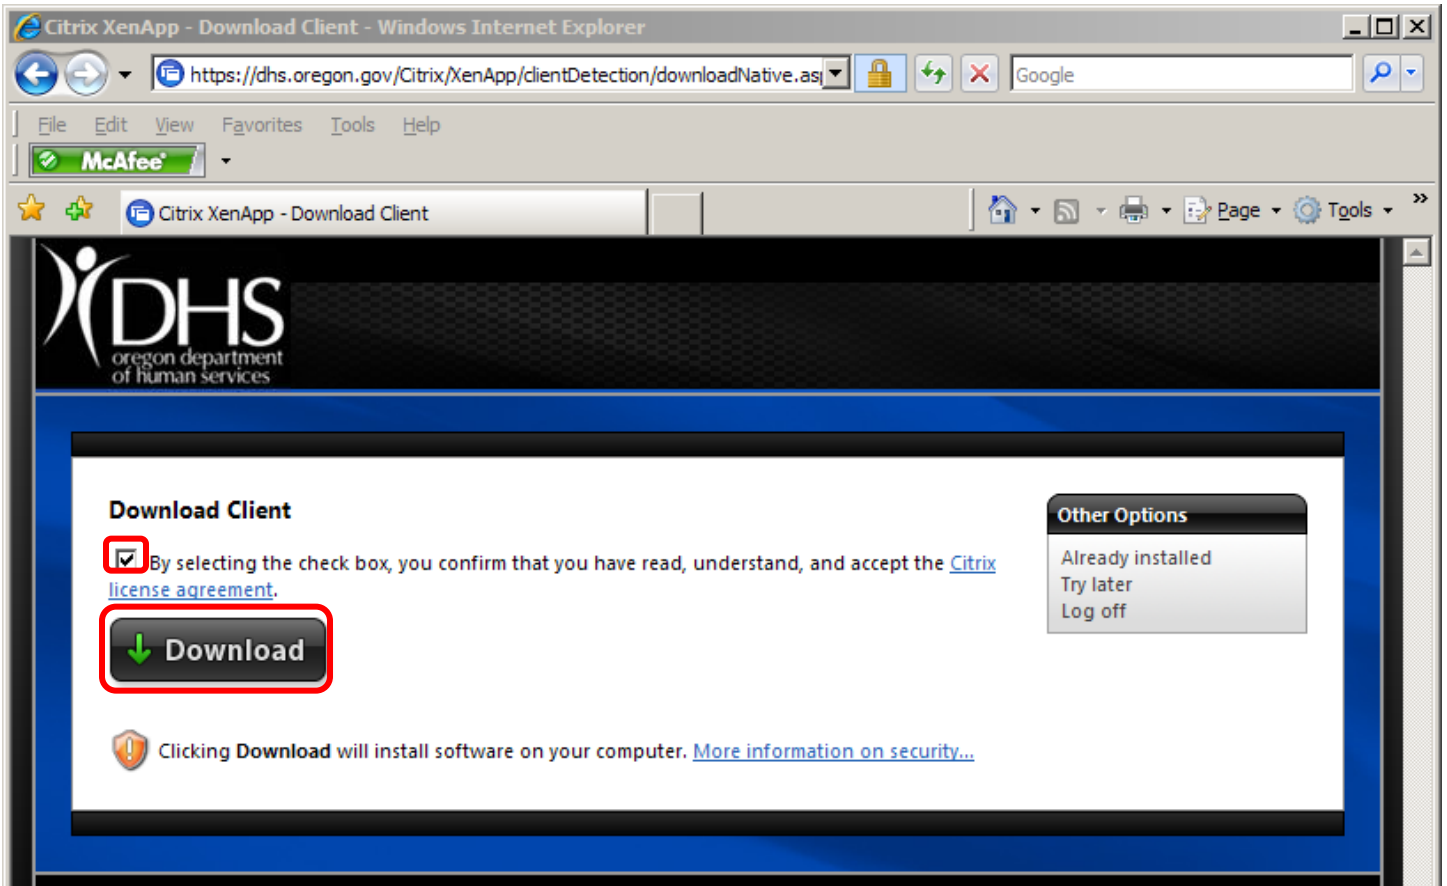 Citrix XenApp - Download Client - Windows Internet Explorer
https://dhs.oregon.gov/Citrix/XenApp/clientDetection/downloadNative.asp
Google
File Edit View Favorites Tools Help
McAfee
Citrix XenApp - Download Client
Page Tools »
DHS
oregon department
of human services
Download Client
By selecting the check box, you confirm that you have read, understand, and accept the Citrix
license agreement.
Download
Clicking Download will install software on your computer. More information on security...
Other Options
Already installed
Try later
Log off